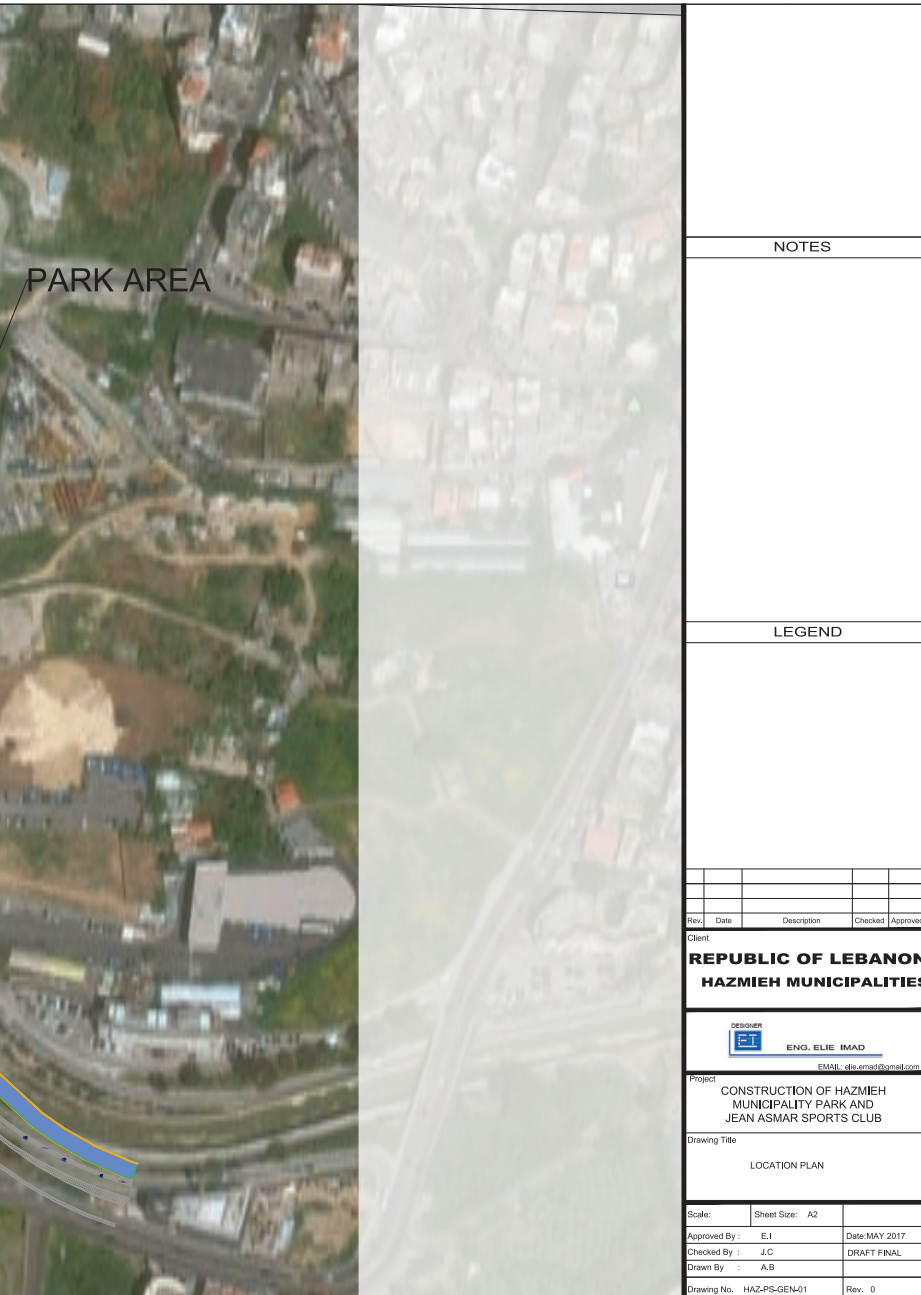 PARK AREA
NOTES
LEGEND
Rev. Date Description Checked Approved
Client
REPUBLIC OF LEBANON
HAZMIEH MUNICIPALITIES
DESIGNER
EI
ENG. ELIE IMAD
EMAIL: elie.emad@gmail.com
Project
CONSTRUCTION OF HAZMIEH
MUNICIPALITY PARK AND
JEAN ASMAR SPORTS CLUB
Drawing Title
LOCATION PLAN
Scale: Sheet Size: A2
Approved By : E.I Date:MAY 2017
Checked By : J.C DRAFT FINAL
Drawn By : A.B
Drawing No. HAZ-PS-GEN-01 Rev. 0